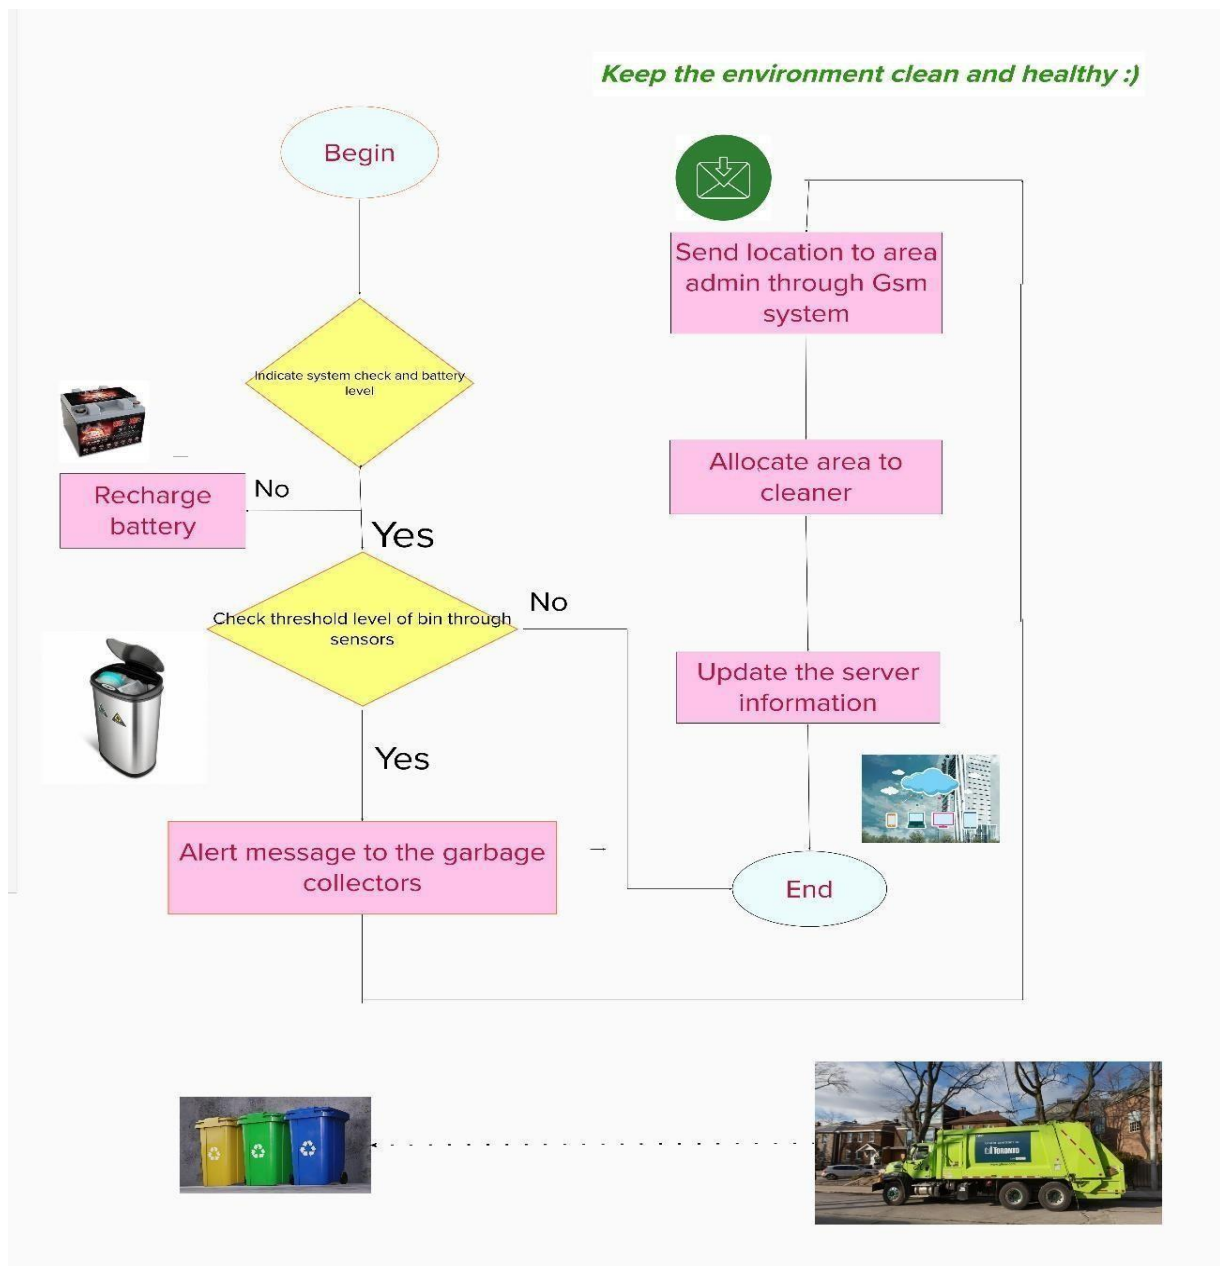 Keep the environment clean and healthy :)
Begin
Indicate system check and battery
level
Recharge
battery
No
Yes
Check threshold level of bin through
sensors
No
Yes
Alert message to the garbage
collectors
Send location to area
admin through Gsm
system
Allocate area to
cleaner
Update the server
information
End
TORONTO